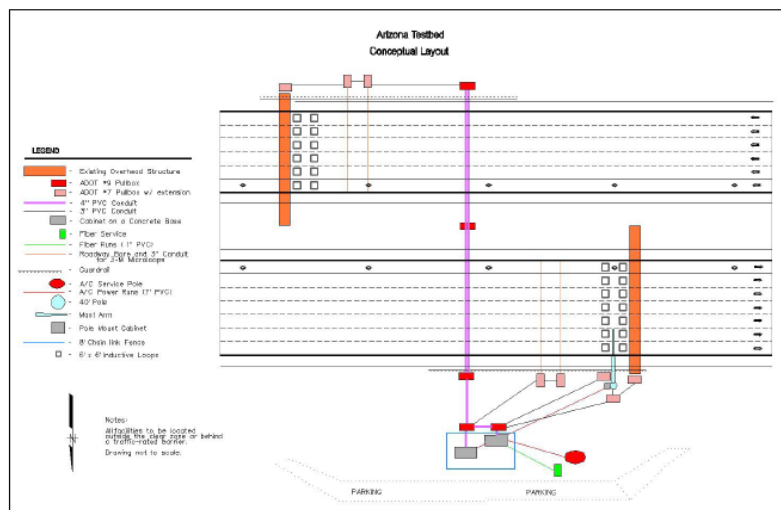 Arizona Testbed
Conceptual Layout
LEGEND
- Existing Overhead Structure
- ADOT #9 Pullbox
- ADOT #7 Pullbox w/ extension
- 4" PVC Conduit
- 3" PVC Conduit
- Cabinet on a Concrete Base
- Fiber Service
- Fiber Runs (1" PVC)
- Roadway Bore and 3" Conduit
for 3-M Microloops
- Guardrail
- A/C Service Pole
- A/C Power Runs (1" PVC)
- 40' Pole
- Mast Arm
- Pole Mount Cabinet
- 8' Chain link Fence
- 6' x 6' Inductive Loops
N
Notes:
All facilities to be located
outside the clear zone or behind
a traffic-rated barrier.
Drawing not to scale.
PARKING
PARKING